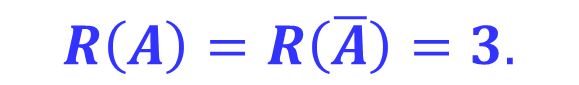 R(A) = R(A̅) = 3.